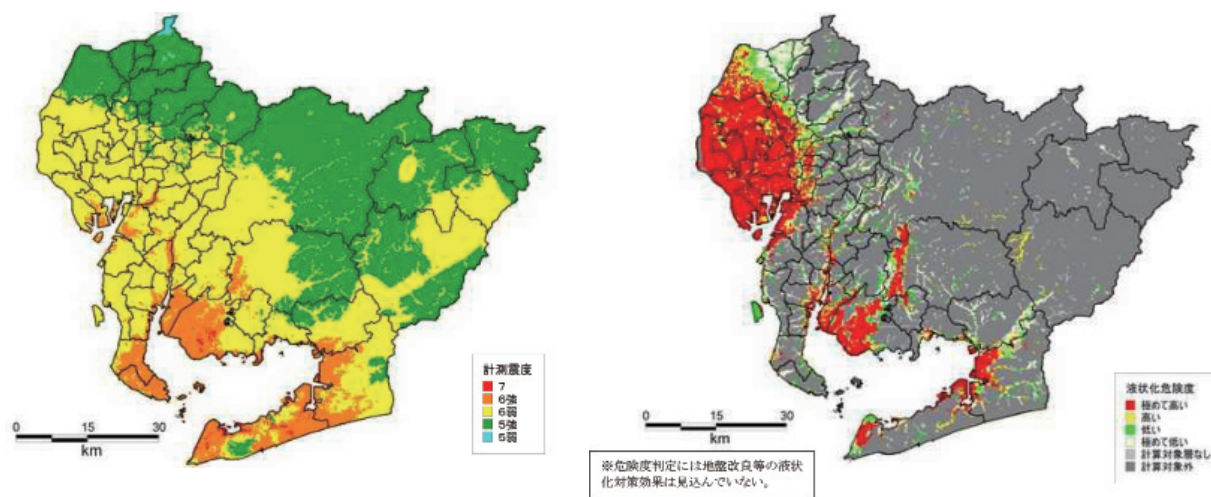 計測震度
7
6強
6弱
5強
5弱
0 15 30
km
液状化危険度
極めて高い
高い
低い
極めて低い
計算対象層なし
計算対象外
0 15 30
km
※危険度判定には地盤改良等の液状
化対策効果は見込んでいない。